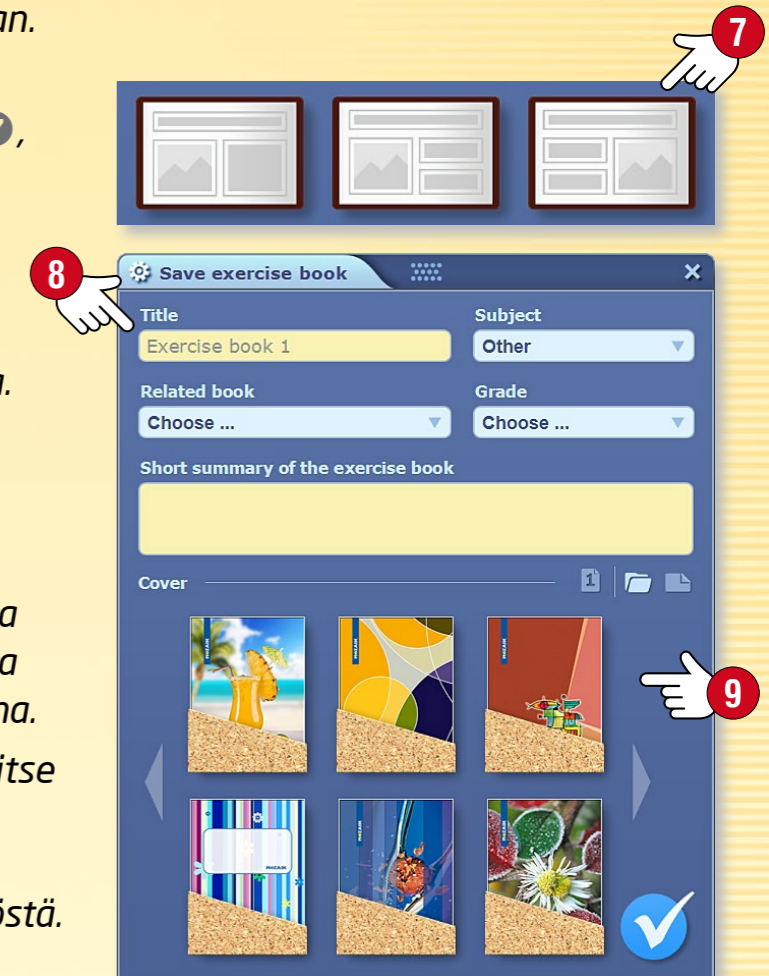 an.
,
a.
a
a
na.
itse
östä.
7
8
Save exercise book
×
Title
Subject
Exercise book 1
Other
Related book
Grade
Choose ...
Choose ...
Short summary of the exercise book
Cover
1
9